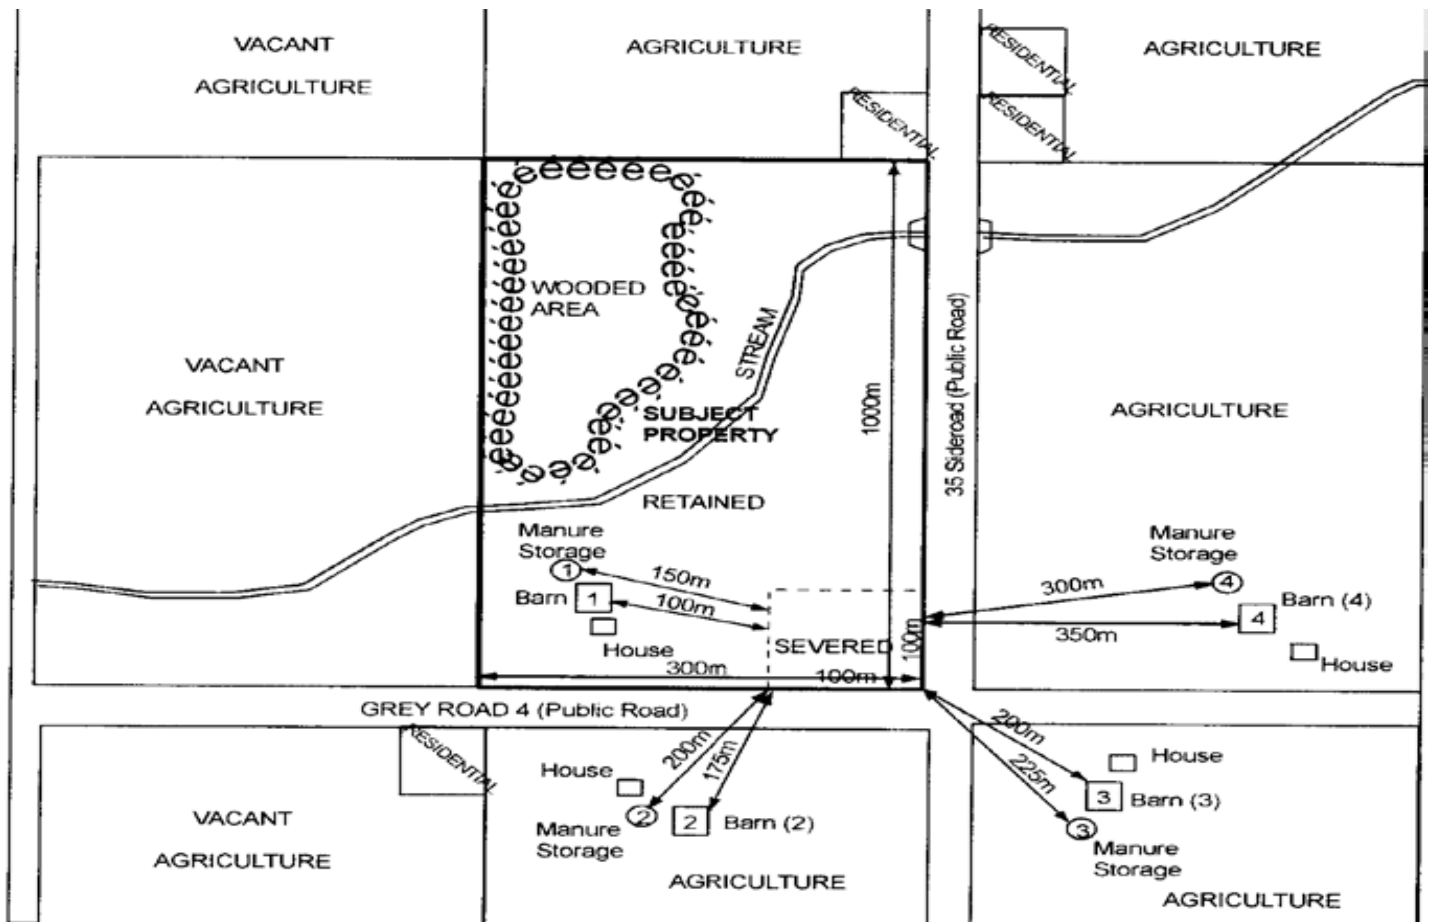 VACANT
AGRICULTURE
AGRICULTURE
RESIDENTIAL
RESIDENTIAL
RESIDENTIAL
AGRICULTURE
WOODED
AREA
STREAM
1000m
35 Sideroad (Public Road)
VACANT
AGRICULTURE
SUBJECT
PROPERTY
AGRICULTURE
RETAINED
Manure
Storage
1
Barn
1
House
150m
100m
SEVERED
100m
300m
100m
Manure
Storage
4
300m
Barn (4)
4
350m
House
GREY ROAD 4 (Public Road)
RESIDENTIAL
VACANT
AGRICULTURE
House
200m
175m
2
2
Barn (2)
Manure
Storage
AGRICULTURE
200m
225m
House
3
Barn (3)
3
Manure
Storage
AGRICULTURE